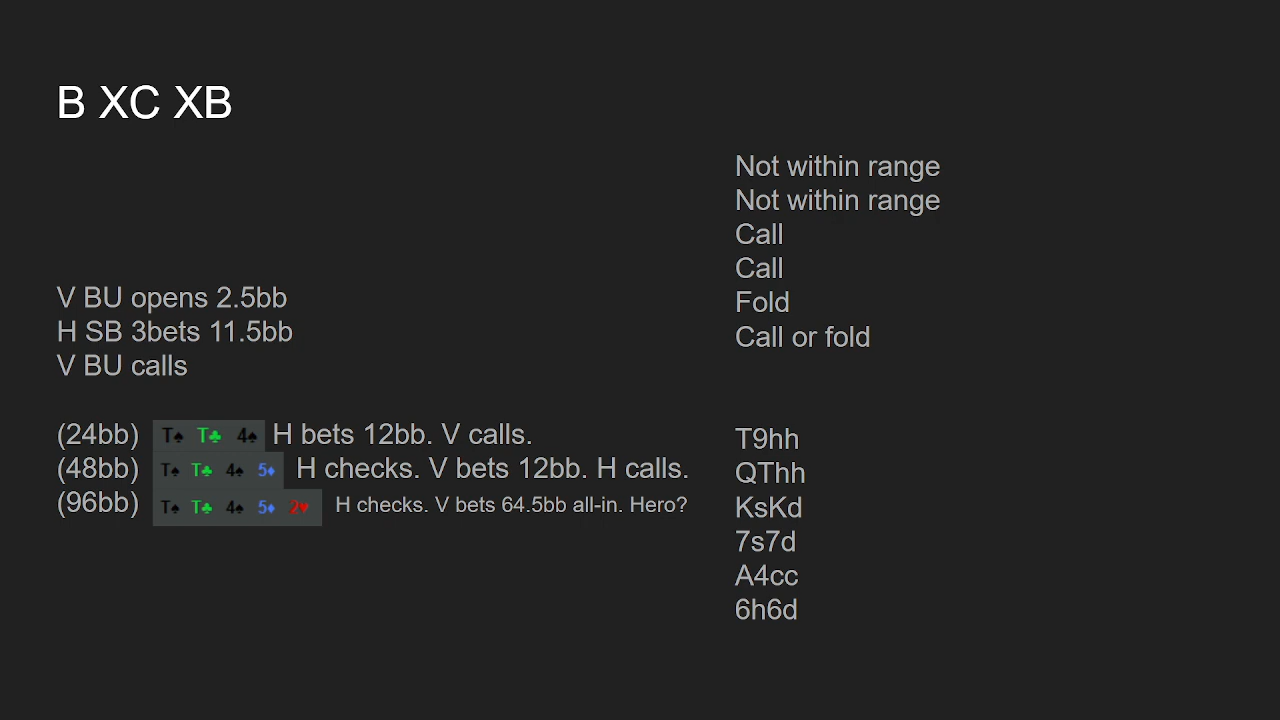 B XC XB
V BU opens 2.5bb
H SB 3bets 11.5bb
V BU calls
(24bb) T♠ T♣ 4♠ H bets 12bb. V calls.
(48bb) T♠ T♣ 4♠ 5♦ H checks. V bets 12bb. H calls.
(96bb) T♠ T♣ 4♠ 5♦ 2♥ H checks. V bets 64.5bb all-in. Hero?
Not within range
Not within range
Call
Call
Fold
Call or fold
T9hh
QThh
KsKd
7s7d
A4cc
6h6d